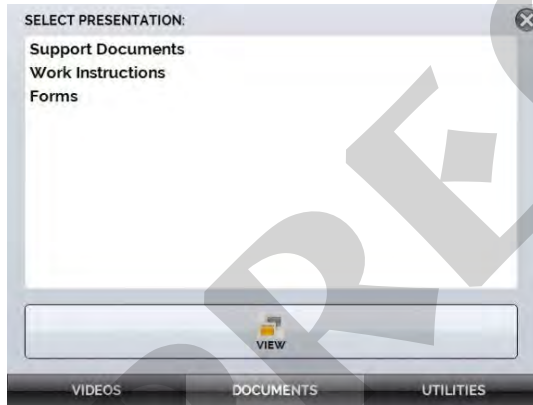 SELECT PRESENTATION:
Support Documents
Work Instructions
Forms
VIEW
VIDEOS DOCUMENTS UTILITIES